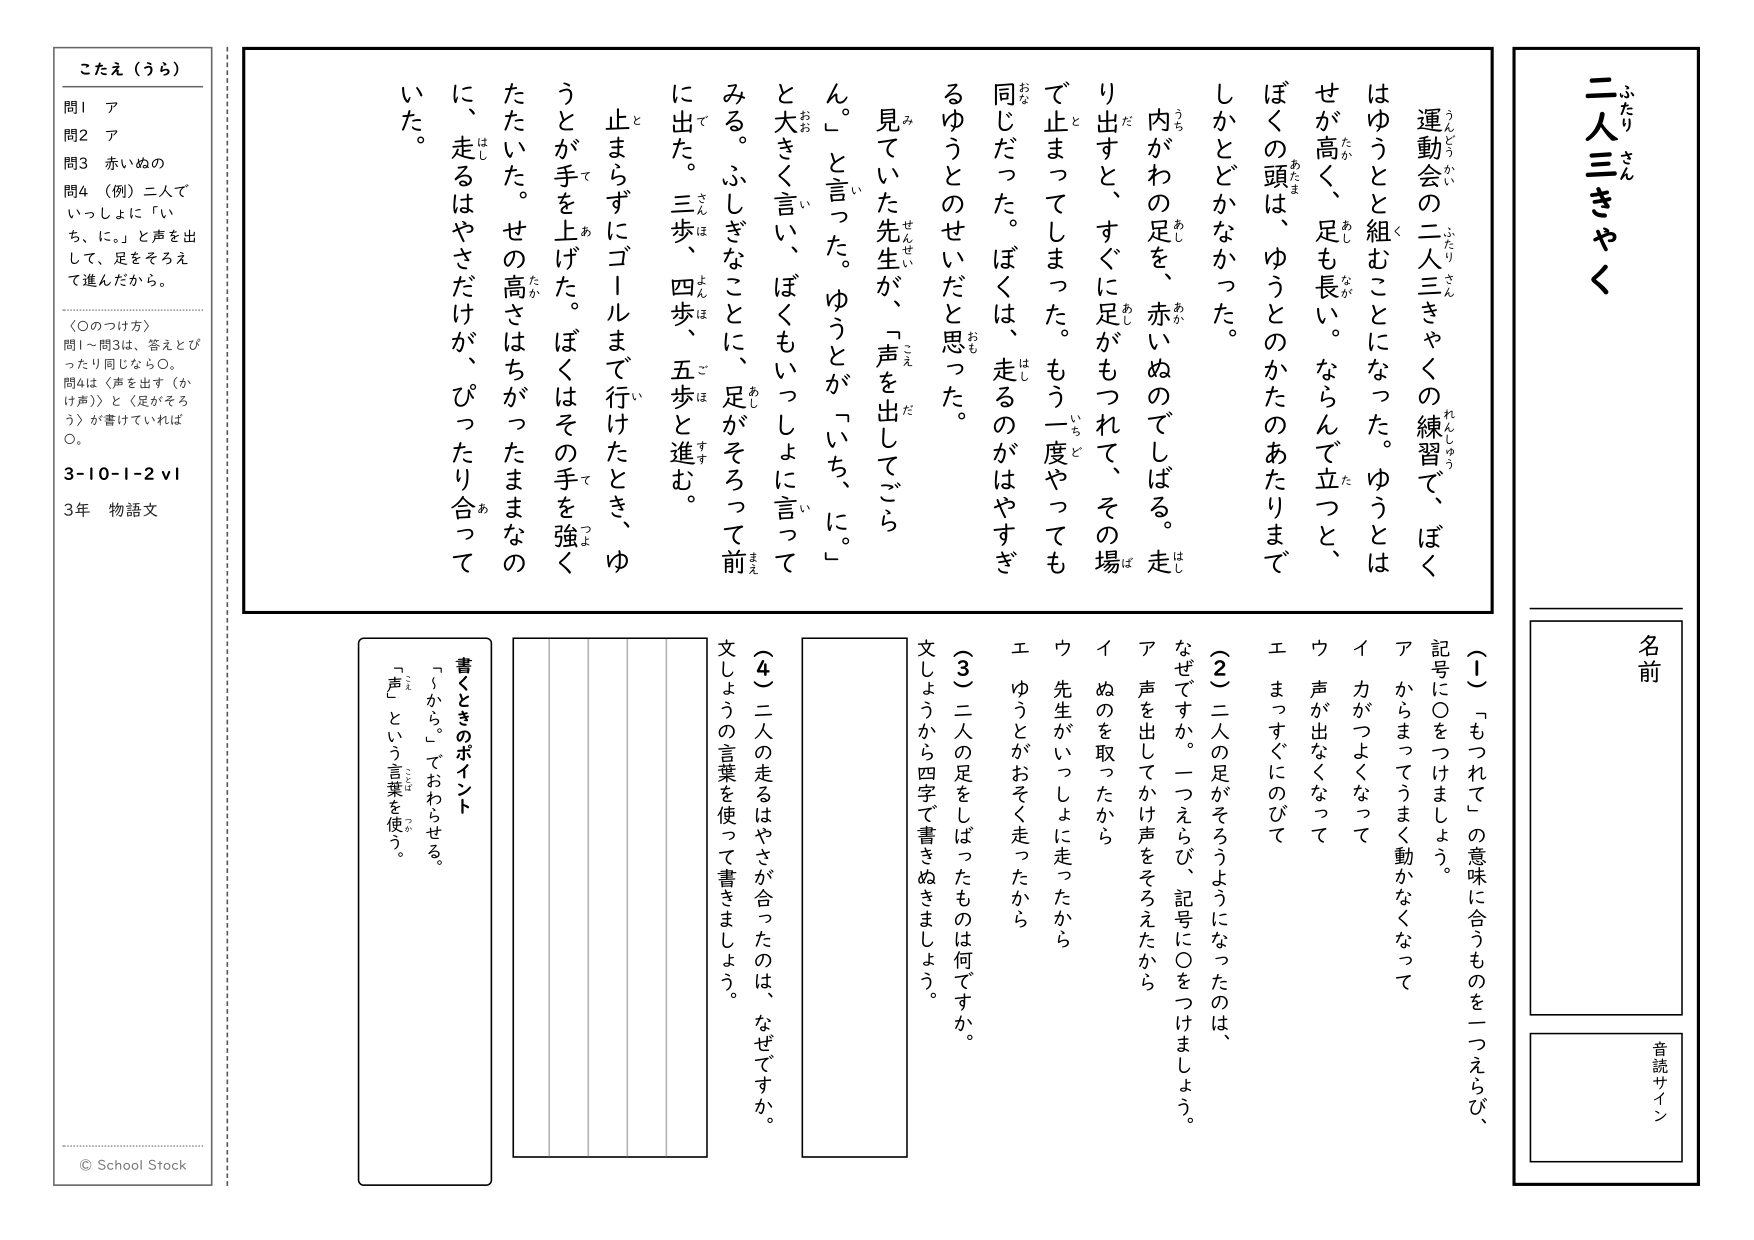 二人三きゃく
ふたり さん
名前
音読サイン
運動会の二人三きゃくの練習で、ぼく
はゆうとと組むことになった。ゆうとは
せが高く、足も長い。ならんで立つと、
ぼくの頭は、ゆうとのかたのあたりまで
しかとどかなかった。
内がわの足を、赤いぬのでしばる。走
り出すと、すぐに足がもつれて、その場
で止まってしまった。もう一度やっても
同じだった。ぼくは、走るのがはやすぎ
るゆうとのせいだと思った。
見ていた先生が、「声を出してごら
ん。」と言った。ゆうとが「いち、に。」
と大きく言い、ぼくもいっしょに言って
みる。ふしぎなことに、足がそろって前
に出た。三歩、四歩、五歩と進む。
止まらずにゴールまで行けたとき、ゆ
うとが手を上げた。ぼくはその手を強く
たたいた。せの高さはちがったままなの
に、走るはやさだけが、ぴったり合って
いた。
(1)「もつれて」の意味に合うものを一つえらび、
記号に○をつけましょう。
ア からまってうまく動かなくなって
イ 力がつよくなって
ウ 声が出なくなって
エ まっすぐにのびて
(2)二人の足がそろうようになったのは、
なぜですか。一つえらび、記号に○をつけましょう。
ア 声を出してかけ声をそろえたから
イ ぬのを取ったから
ウ 先生がいっしょに走ったから
エ ゆうとがおそく走ったから
(3)二人の足をしばったものは何ですか。
文しょうから四字で書きぬきましょう。
(4)二人の走るはやさが合ったのは、なぜですか。
文しょうの言葉を使って書きましょう。
書くときのポイント
「〜から。」でおわらせる。
「声」という言葉を使う。
こたえ（うら）
問1 ア
問2 ア
問3 赤いぬの
問4 （例）二人で
いっしょに「い
ち、に。」と声を出
して、足をそろえ
て進んだから。
〈○のつけ方〉
問1～問3は、答えとぴ
ったり同じなら○。
問4は〈声を出す（か
け声）〉と〈足がそろ
う〉が書けていれば
○。
3-10-1-2 v1
3年 物語文
© School Stock